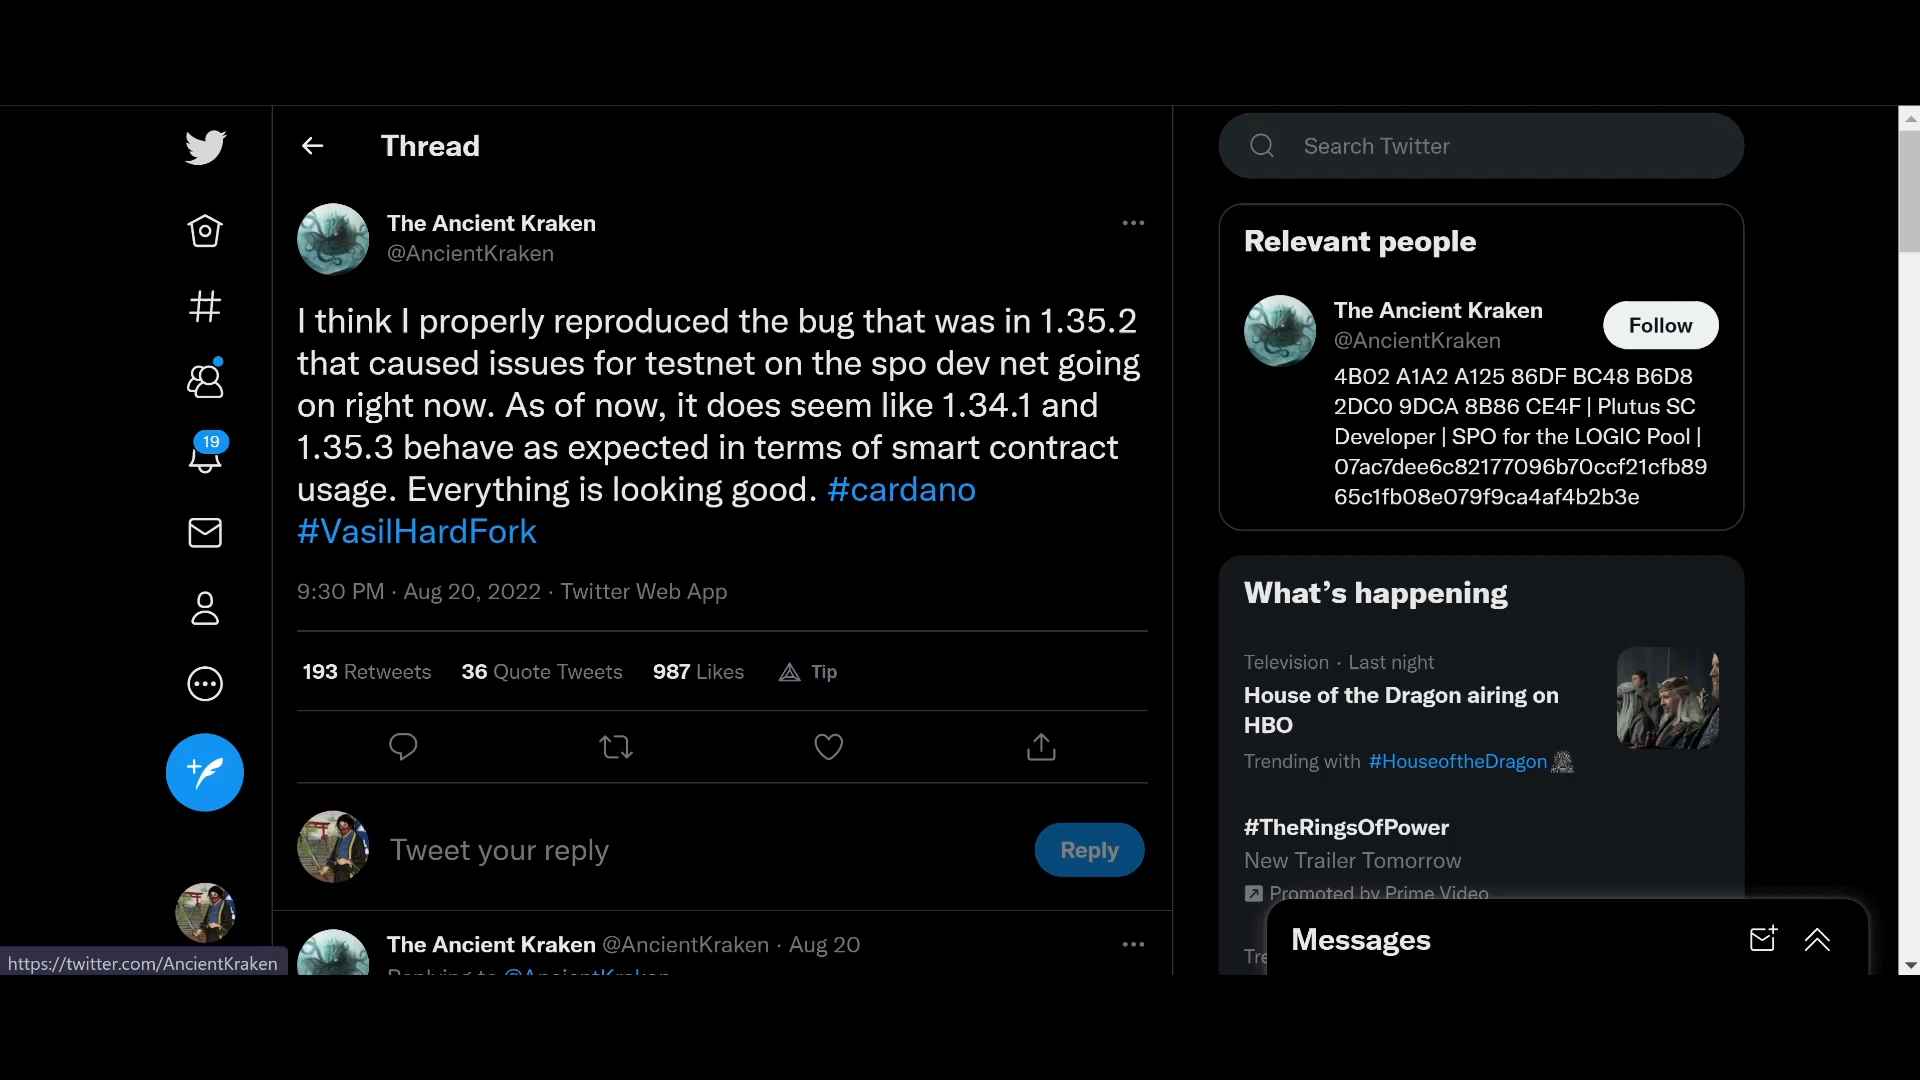 Thread
The Ancient Kraken
@AncientKraken
I think I properly reproduced the bug that was in 1.35.2
that caused issues for testnet on the spo dev net going
on right now. As of now, it does seem like 1.34.1 and
1.35.3 behave as expected in terms of smart contract
usage. Everything is looking good. #cardano
#VasilHardFork
9:30 PM · Aug 20, 2022 · Twitter Web App
193 Retweets 36 Quote Tweets 987 Likes Tip
Tweet your reply
Reply
The Ancient Kraken @AncientKraken · Aug 20
Replying to @AncientKraken
19
https://twitter.com/AncientKraken
Search Twitter
Relevant people
The Ancient Kraken
@AncientKraken
Follow
4B02 A1A2 A125 86DF BC48 B6D8
2DC0 9DCA 8B86 CE4F | Plutus SC
Developer | SPO for the LOGIC Pool |
07ac7dee6c82177096b70ccf21cfb89
65c1fb08e079f9ca4af4b2b3e
What's happening
Television · Last night
House of the Dragon airing on
HBO
Trending with #HouseoftheDragon
#TheRingsOfPower
New Trailer Tomorrow
Promoted by Prime Video
Messages